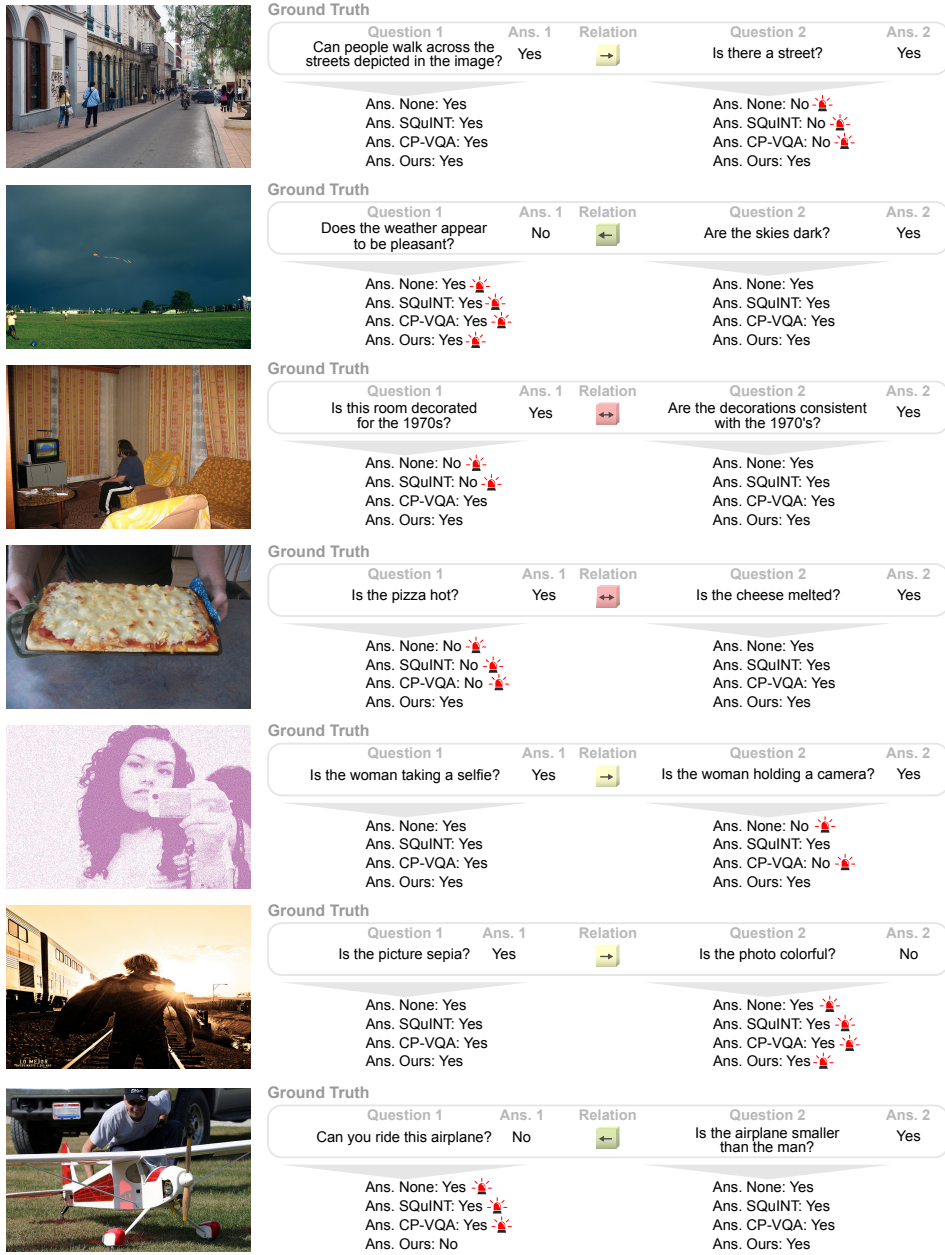 Ground Truth
Question 1 Ans. 1 Relation Question 2 Ans. 2
Can people walk across the
streets depicted in the image? Yes → Is there a street? Yes
Ans. None: Yes Ans. None: No
Ans. SQuINT: Yes Ans. SQuINT: No
Ans. CP-VQA: Yes Ans. CP-VQA: No
Ans. Ours: Yes Ans. Ours: Yes
Ground Truth
Question 1 Ans. 1 Relation Question 2 Ans. 2
Does the weather appear
to be pleasant? No ← Are the skies dark? Yes
Ans. None: Yes Ans. None: Yes
Ans. SQuINT: Yes Ans. SQuINT: Yes
Ans. CP-VQA: Yes Ans. CP-VQA: Yes
Ans. Ours: Yes Ans. Ours: Yes
Ground Truth
Question 1 Ans. 1 Relation Question 2 Ans. 2
Is this room decorated Are the decorations consistent
for the 1970s? Yes ↔ with the 1970's? Yes
Ans. None: No Ans. None: Yes
Ans. SQuINT: No Ans. SQuINT: Yes
Ans. CP-VQA: Yes Ans. CP-VQA: Yes
Ans. Ours: Yes Ans. Ours: Yes
Ground Truth
Question 1 Ans. 1 Relation Question 2 Ans. 2
Is the pizza hot? Yes ↔ Is the cheese melted? Yes
Ans. None: No Ans. None: Yes
Ans. SQuINT: No Ans. SQuINT: Yes
Ans. CP-VQA: No Ans. CP-VQA: Yes
Ans. Ours: Yes Ans. Ours: Yes
Ground Truth
Question 1 Ans. 1 Relation Question 2 Ans. 2
Is the woman taking a selfie? Yes → Is the woman holding a camera? Yes
Ans. None: Yes Ans. None: No
Ans. SQuINT: Yes Ans. SQuINT: Yes
Ans. CP-VQA: Yes Ans. CP-VQA: No
Ans. Ours: Yes Ans. Ours: Yes
Ground Truth
Question 1 Ans. 1 Relation Question 2 Ans. 2
Is the picture sepia? Yes → Is the photo colorful? No
Ans. None: Yes Ans. None: Yes
Ans. SQuINT: Yes Ans. SQuINT: Yes
Ans. CP-VQA: Yes Ans. CP-VQA: Yes
Ans. Ours: Yes Ans. Ours: Yes
LO MEJOR
Ground Truth
Question 1 Ans. 1 Relation Question 2 Ans. 2
Can you ride this airplane? No ← Is the airplane smaller
than the man? Yes
Ans. None: Yes Ans. None: Yes
Ans. SQuINT: Yes Ans. SQuINT: Yes
Ans. CP-VQA: Yes Ans. CP-VQA: Yes
Ans. Ours: No Ans. Ours: Yes